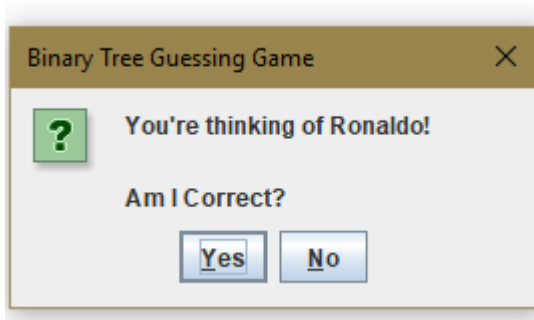 Binary Tree Guessing Game
You're thinking of Ronaldo!
Am I Correct?
Yes No